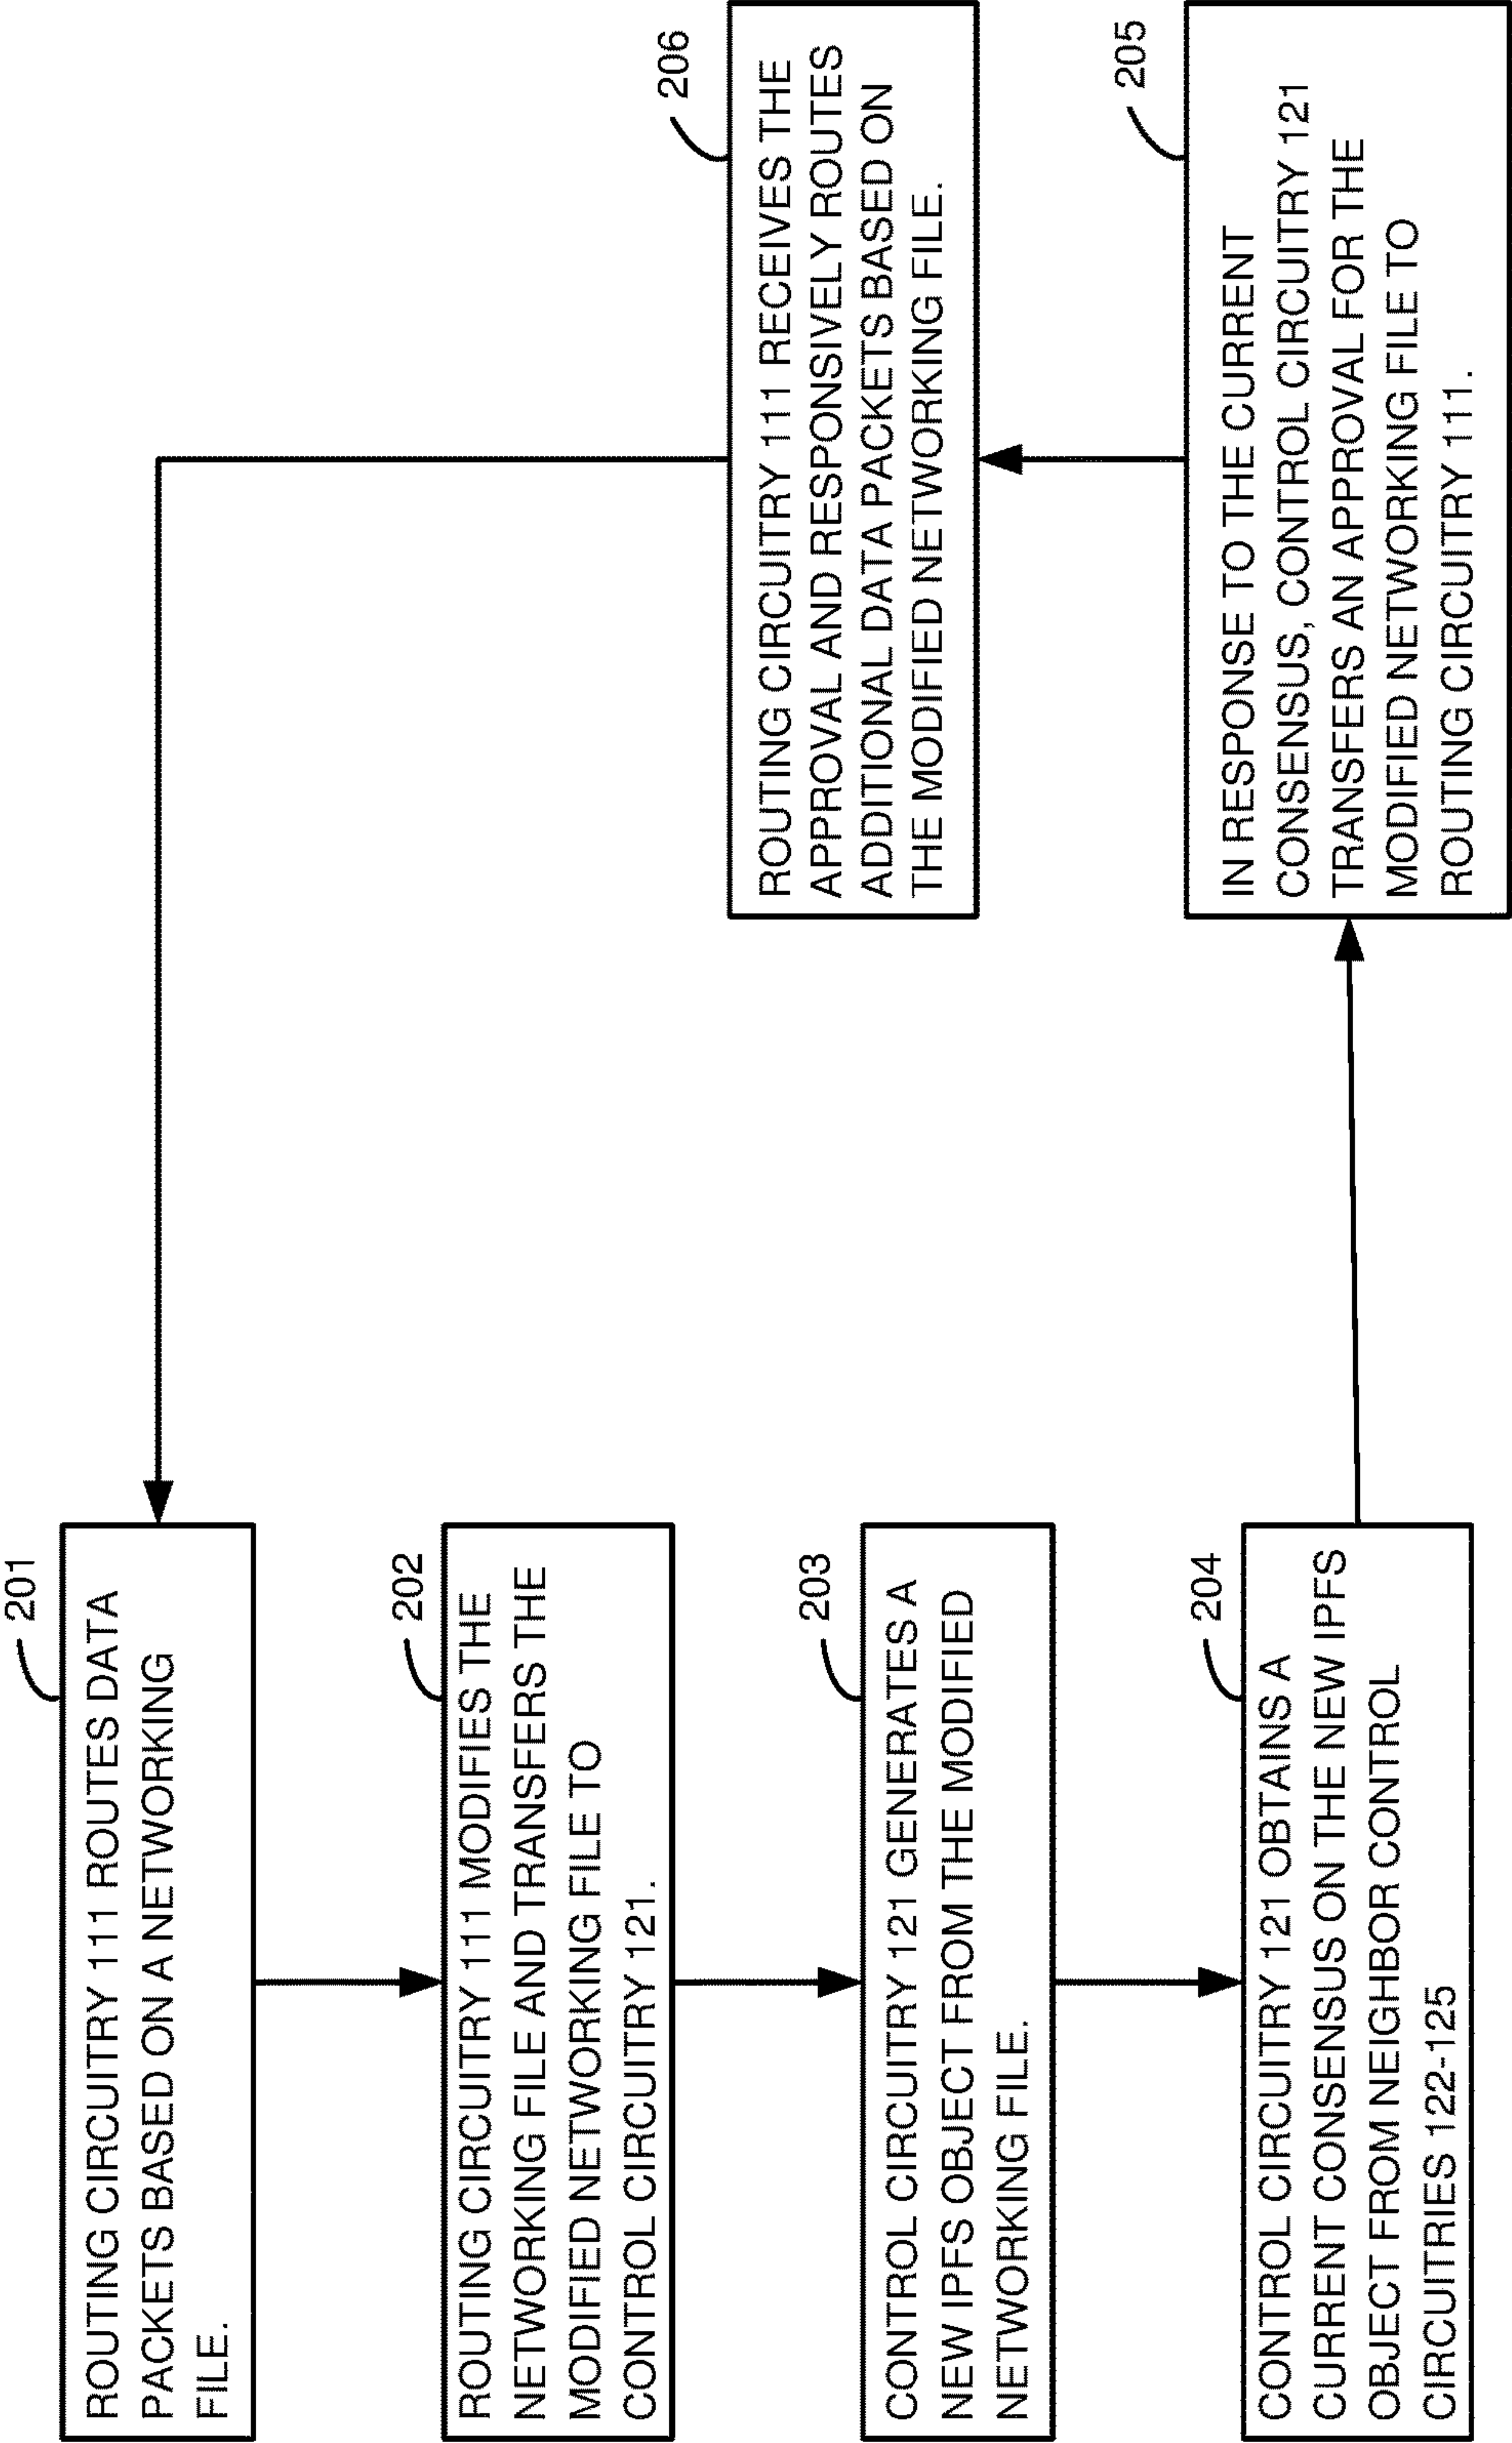 201
ROUTING CIRCUITRY 111 ROUTES DATA
PACKETS BASED ON A NETWORKING
FILE.
202
ROUTING CIRCUITRY 111 MODIFIES THE
NETWORKING FILE AND TRANSFERS THE
MODIFIED NETWORKING FILE TO
CONTROL CIRCUITRY 121.
203
CONTROL CIRCUITRY 121 GENERATES A
NEW IPFS OBJECT FROM THE MODIFIED
NETWORKING FILE.
204
CONTROL CIRCUITRY 121 OBTAINS A
CURRENT CONSENSUS ON THE NEW IPFS
OBJECT FROM NEIGHBOR CONTROL
CIRCUITRIES 122-125
205
IN RESPONSE TO THE CURRENT
CONSENSUS, CONTROL CIRCUITRY 121
TRANSFERS AN APPROVAL FOR THE
MODIFIED NETWORKING FILE TO
ROUTING CIRCUITRY 111.
206
ROUTING CIRCUITRY 111 RECEIVES THE
APPROVAL AND RESPONSIVELY ROUTES
ADDITIONAL DATA PACKETS BASED ON
THE MODIFIED NETWORKING FILE.